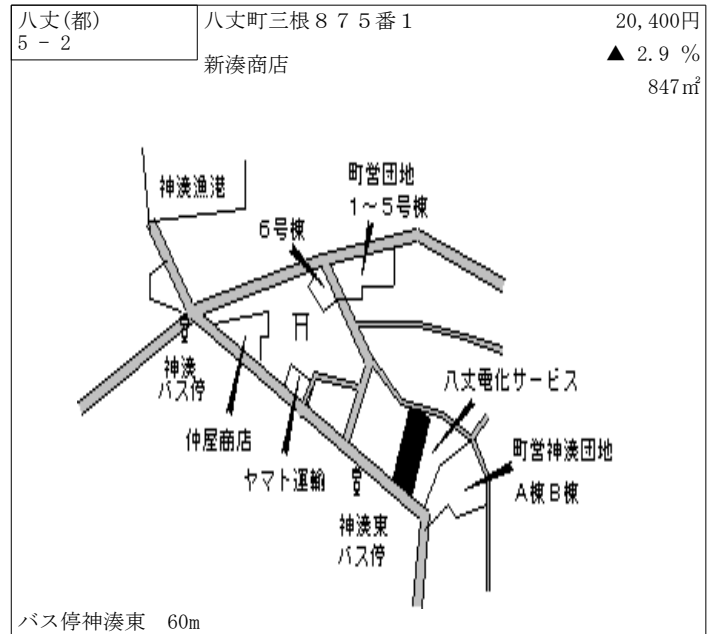 八丈(都)
5 － 2
八丈町三根８７５番１
新湊商店
20,400円
▲ 2.9 %
847㎡
神湊漁港
町営団地
１～５号棟
６号棟
神湊
バス停
八丈電化サービス
仲屋商店
町営神湊団地
Ａ棟Ｂ棟
ヤマト運輸
神湊東
バス停
バス停神湊東　60m